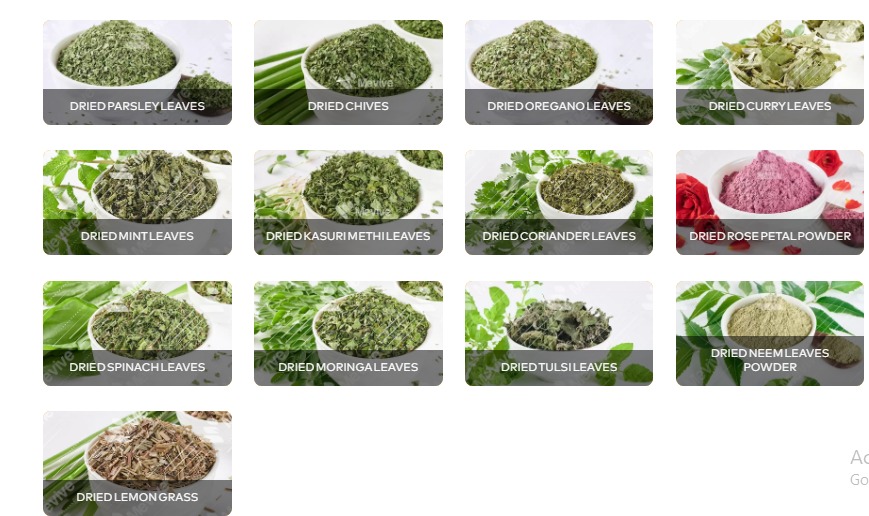 DRIED PARSLEY LEAVES
DRIED CHIVES
DRIED OREGANO LEAVES
DRIED CURRY LEAVES
DRIED MINT LEAVES
DRIED KASURI METHI LEAVES
DRIED CORIANDER LEAVES
DRIED ROSE PETAL POWDER
DRIED SPINACH LEAVES
DRIED MORINGA LEAVES
DRIED TULSI LEAVES
DRIED NEEM LEAVES
POWDER
DRIED LEMON GRASS
Go